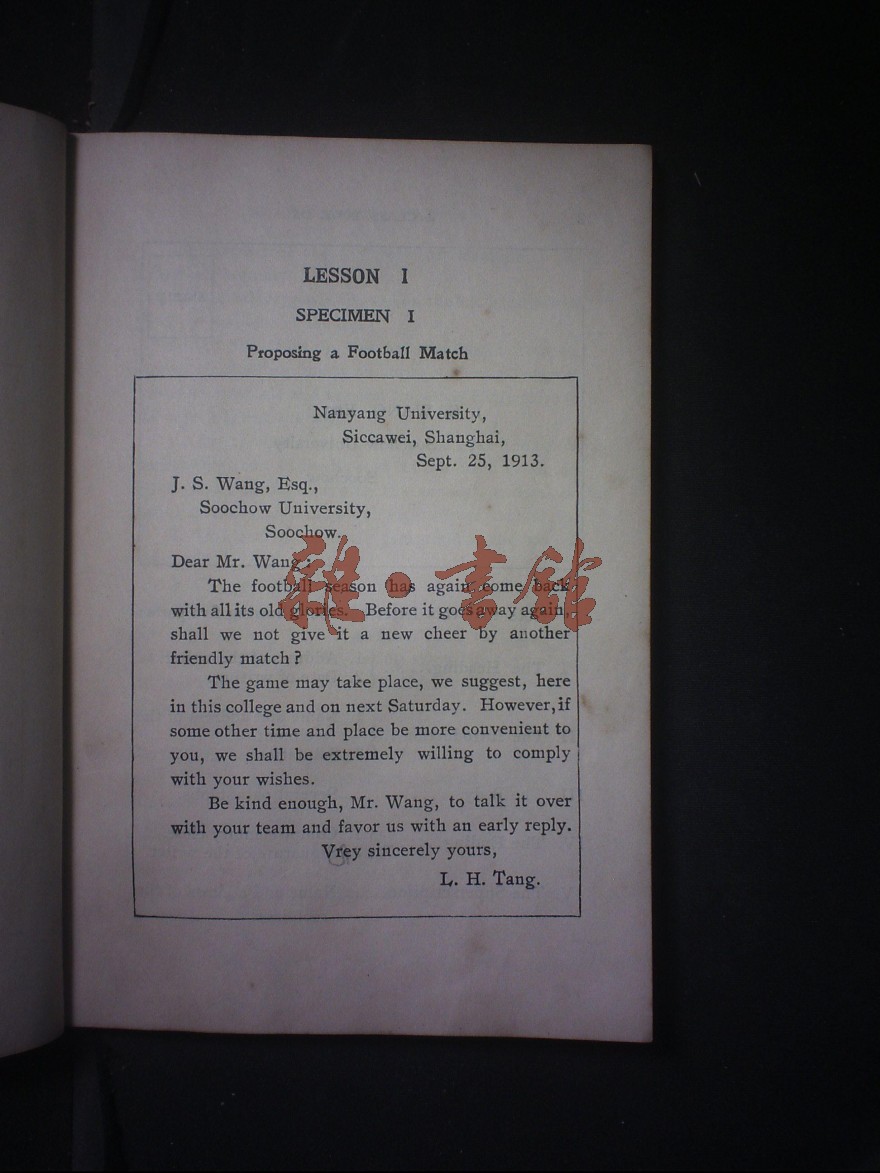 LESSON I
SPECIMEN I
Proposing a Football Match
Nanyang University,
Siccawei, Shanghai,
Sept. 25, 1913.
J. S. Wang, Esq.,
Soochow University,
Soochow.
Dear Mr. Wang:
The football season has again come back
with all its old glories. Before it goes away again,
shall we not give it a new cheer by another
friendly match?
The game may take place, we suggest, here
in this college and on next Saturday. However, if
some other time and place be more convenient to
you, we shall be extremely willing to comply
with your wishes.
Be kind enough, Mr. Wang, to talk it over
with your team and favor us with an early reply.
Vrey sincerely yours,
L. H. Tang.
雜·書館